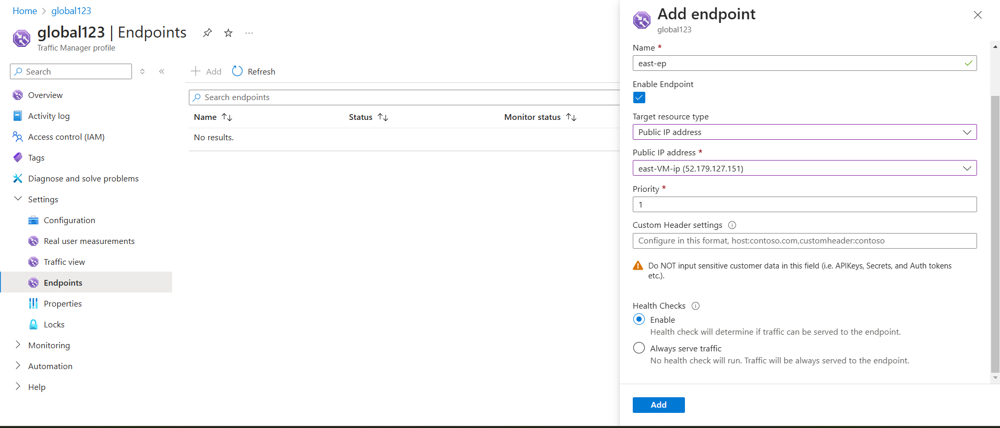 Home > global123
global123 | Endpoints
Traffic Manager profile
Search
Overview
Activity log
Access control (IAM)
Tags
Diagnose and solve problems
Settings
Configuration
Real user measurements
Traffic view
Endpoints
Properties
Locks
Monitoring
Automation
Help
Add
Refresh
Search endpoints
Name
Status
Monitor status
No results.
Add endpoint
global123
Name *
east-ep
Enable Endpoint
Target resource type
Public IP address
Public IP address *
east-VM-ip (52.179.127.151)
Priority *
1
Custom Header settings
Configure in this format, host:contoso.com,customheader:contoso
Do NOT input sensitive customer data in this field (i.e. APIKeys, Secrets, and Auth tokens
etc.).
Health Checks
Enable
Health check will determine if traffic can be served to the endpoint.
Always serve traffic
No health check will run. Traffic will be always served to the endpoint.
Add